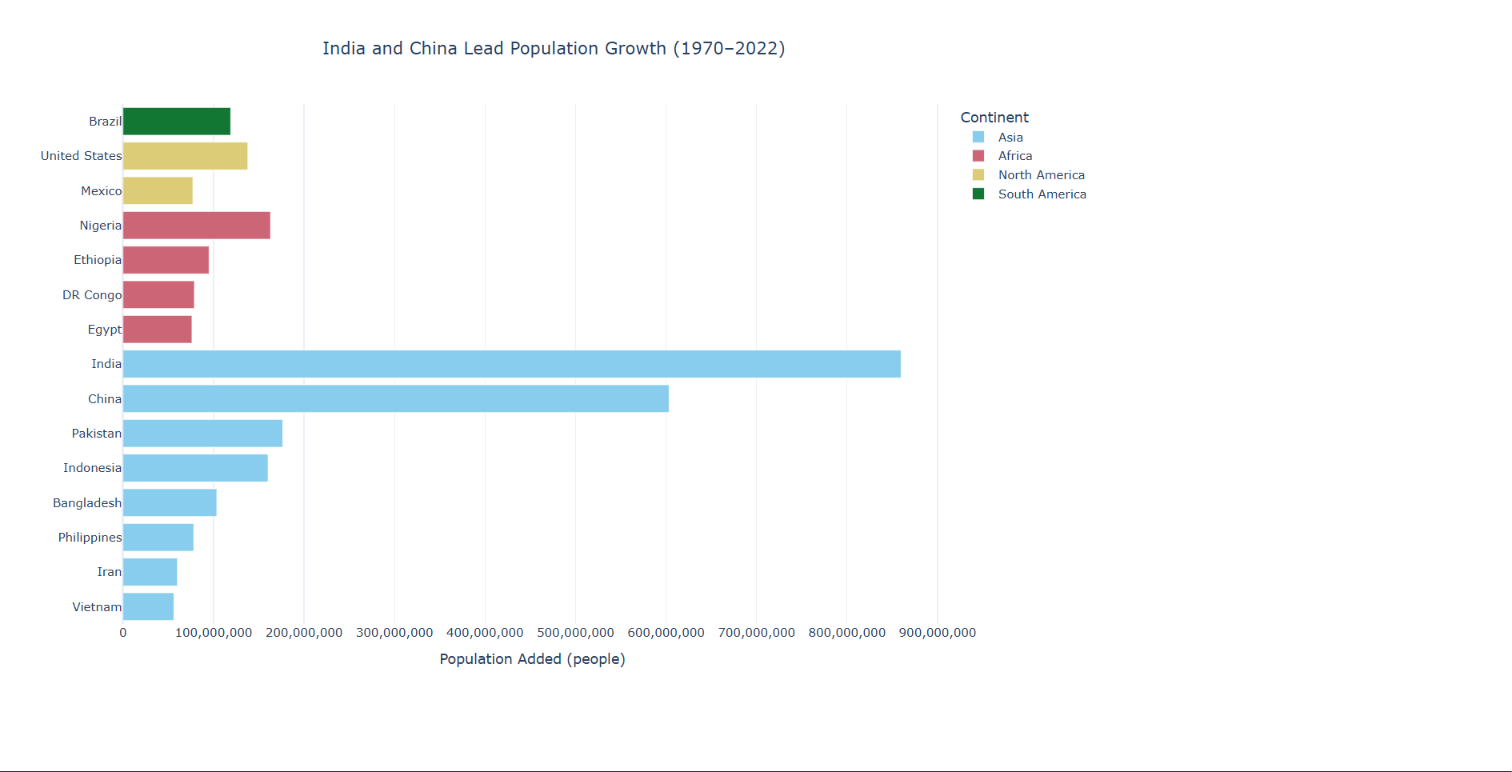 India and China Lead Population Growth (1970–2022)
Brazil
United States
Mexico
Nigeria
Ethiopia
DR Congo
Egypt
India
China
Pakistan
Indonesia
Bangladesh
Philippines
Iran
Vietnam
0 100,000,000 200,000,000 300,000,000 400,000,000 500,000,000 600,000,000 700,000,000 800,000,000 900,000,000
Population Added (people)
Continent
Asia
Africa
North America
South America